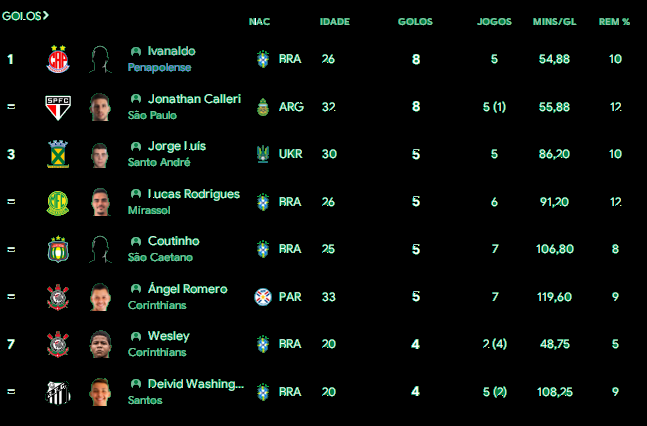 GOLOS>
NAC IDADE GOLOS JOGOS MINS/GL REM %
1 Ivanaldo Penapolense BRA 26 8 5 54,88 10
= Jonathan Calleri São Paulo ARG 32 8 5 (1) 55,88 12
3 Jorge Luís Santo André UKR 30 5 5 86,20 10
= Lucas Rodrigues Mirassol BRA 26 5 6 91,20 12
= Coutinho São Caetano BRA 25 5 7 106,80 8
= Ángel Romero Corinthians PAR 33 5 7 119,60 9
7 Wesley Corinthians BRA 20 4 2 (4) 48,75 5
= Deivid Washing... Santos BRA 20 4 5 (2) 108,25 9